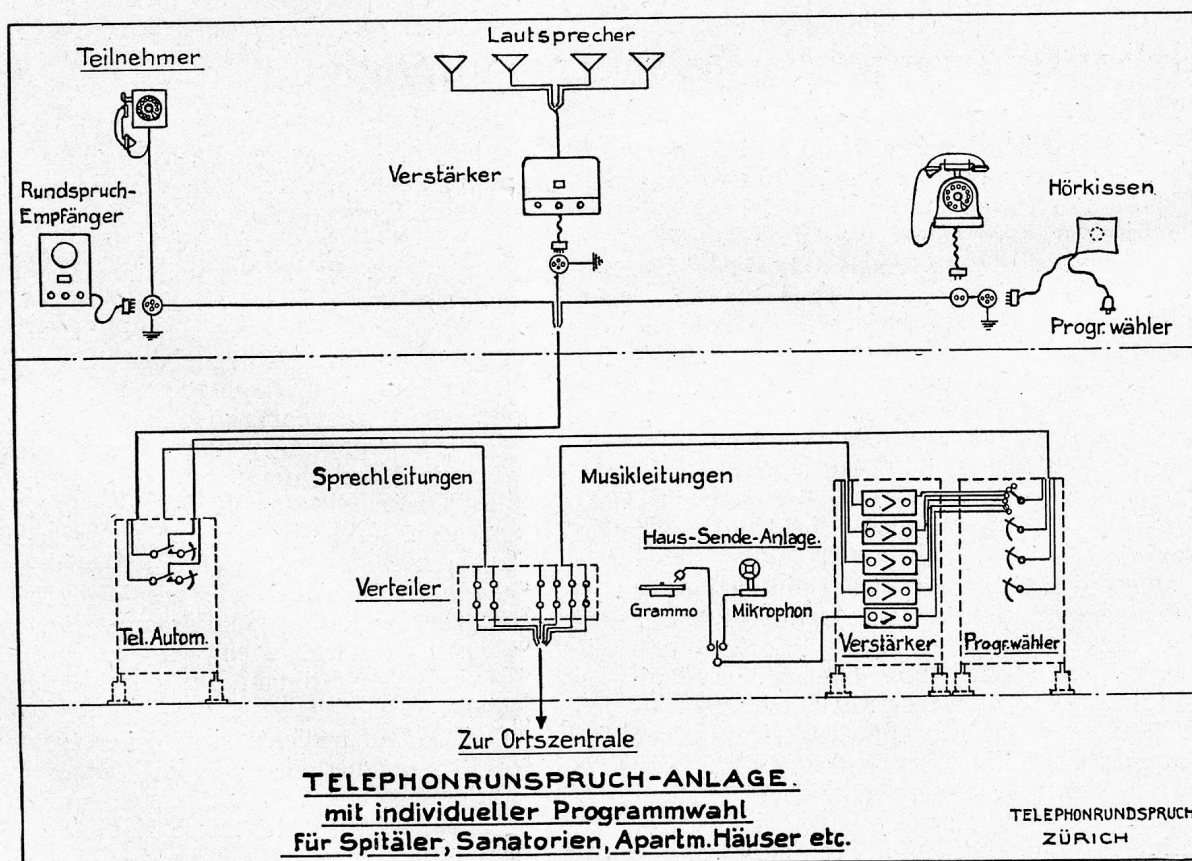 Teilnehmer
Lautsprecher
Verstärker
Rundspruch-
Empfänger
Hörkissen
Progr.wähler
Sprechleitungen
Musikleitungen
Haus-Sende-Anlage.
Grammo
Mikrophon
Verteiler
Tel.Autom.
Verstärker
Progr.wähler
Zur Ortszentrale
TELEPHONRUNSPRUCH-ANLAGE.
mit individueller Programmwahl
Für Spitäler, Sanatorien, Apartm.Häuser etc.
TELEPHONRUNDSPRUCH
ZÜRICH